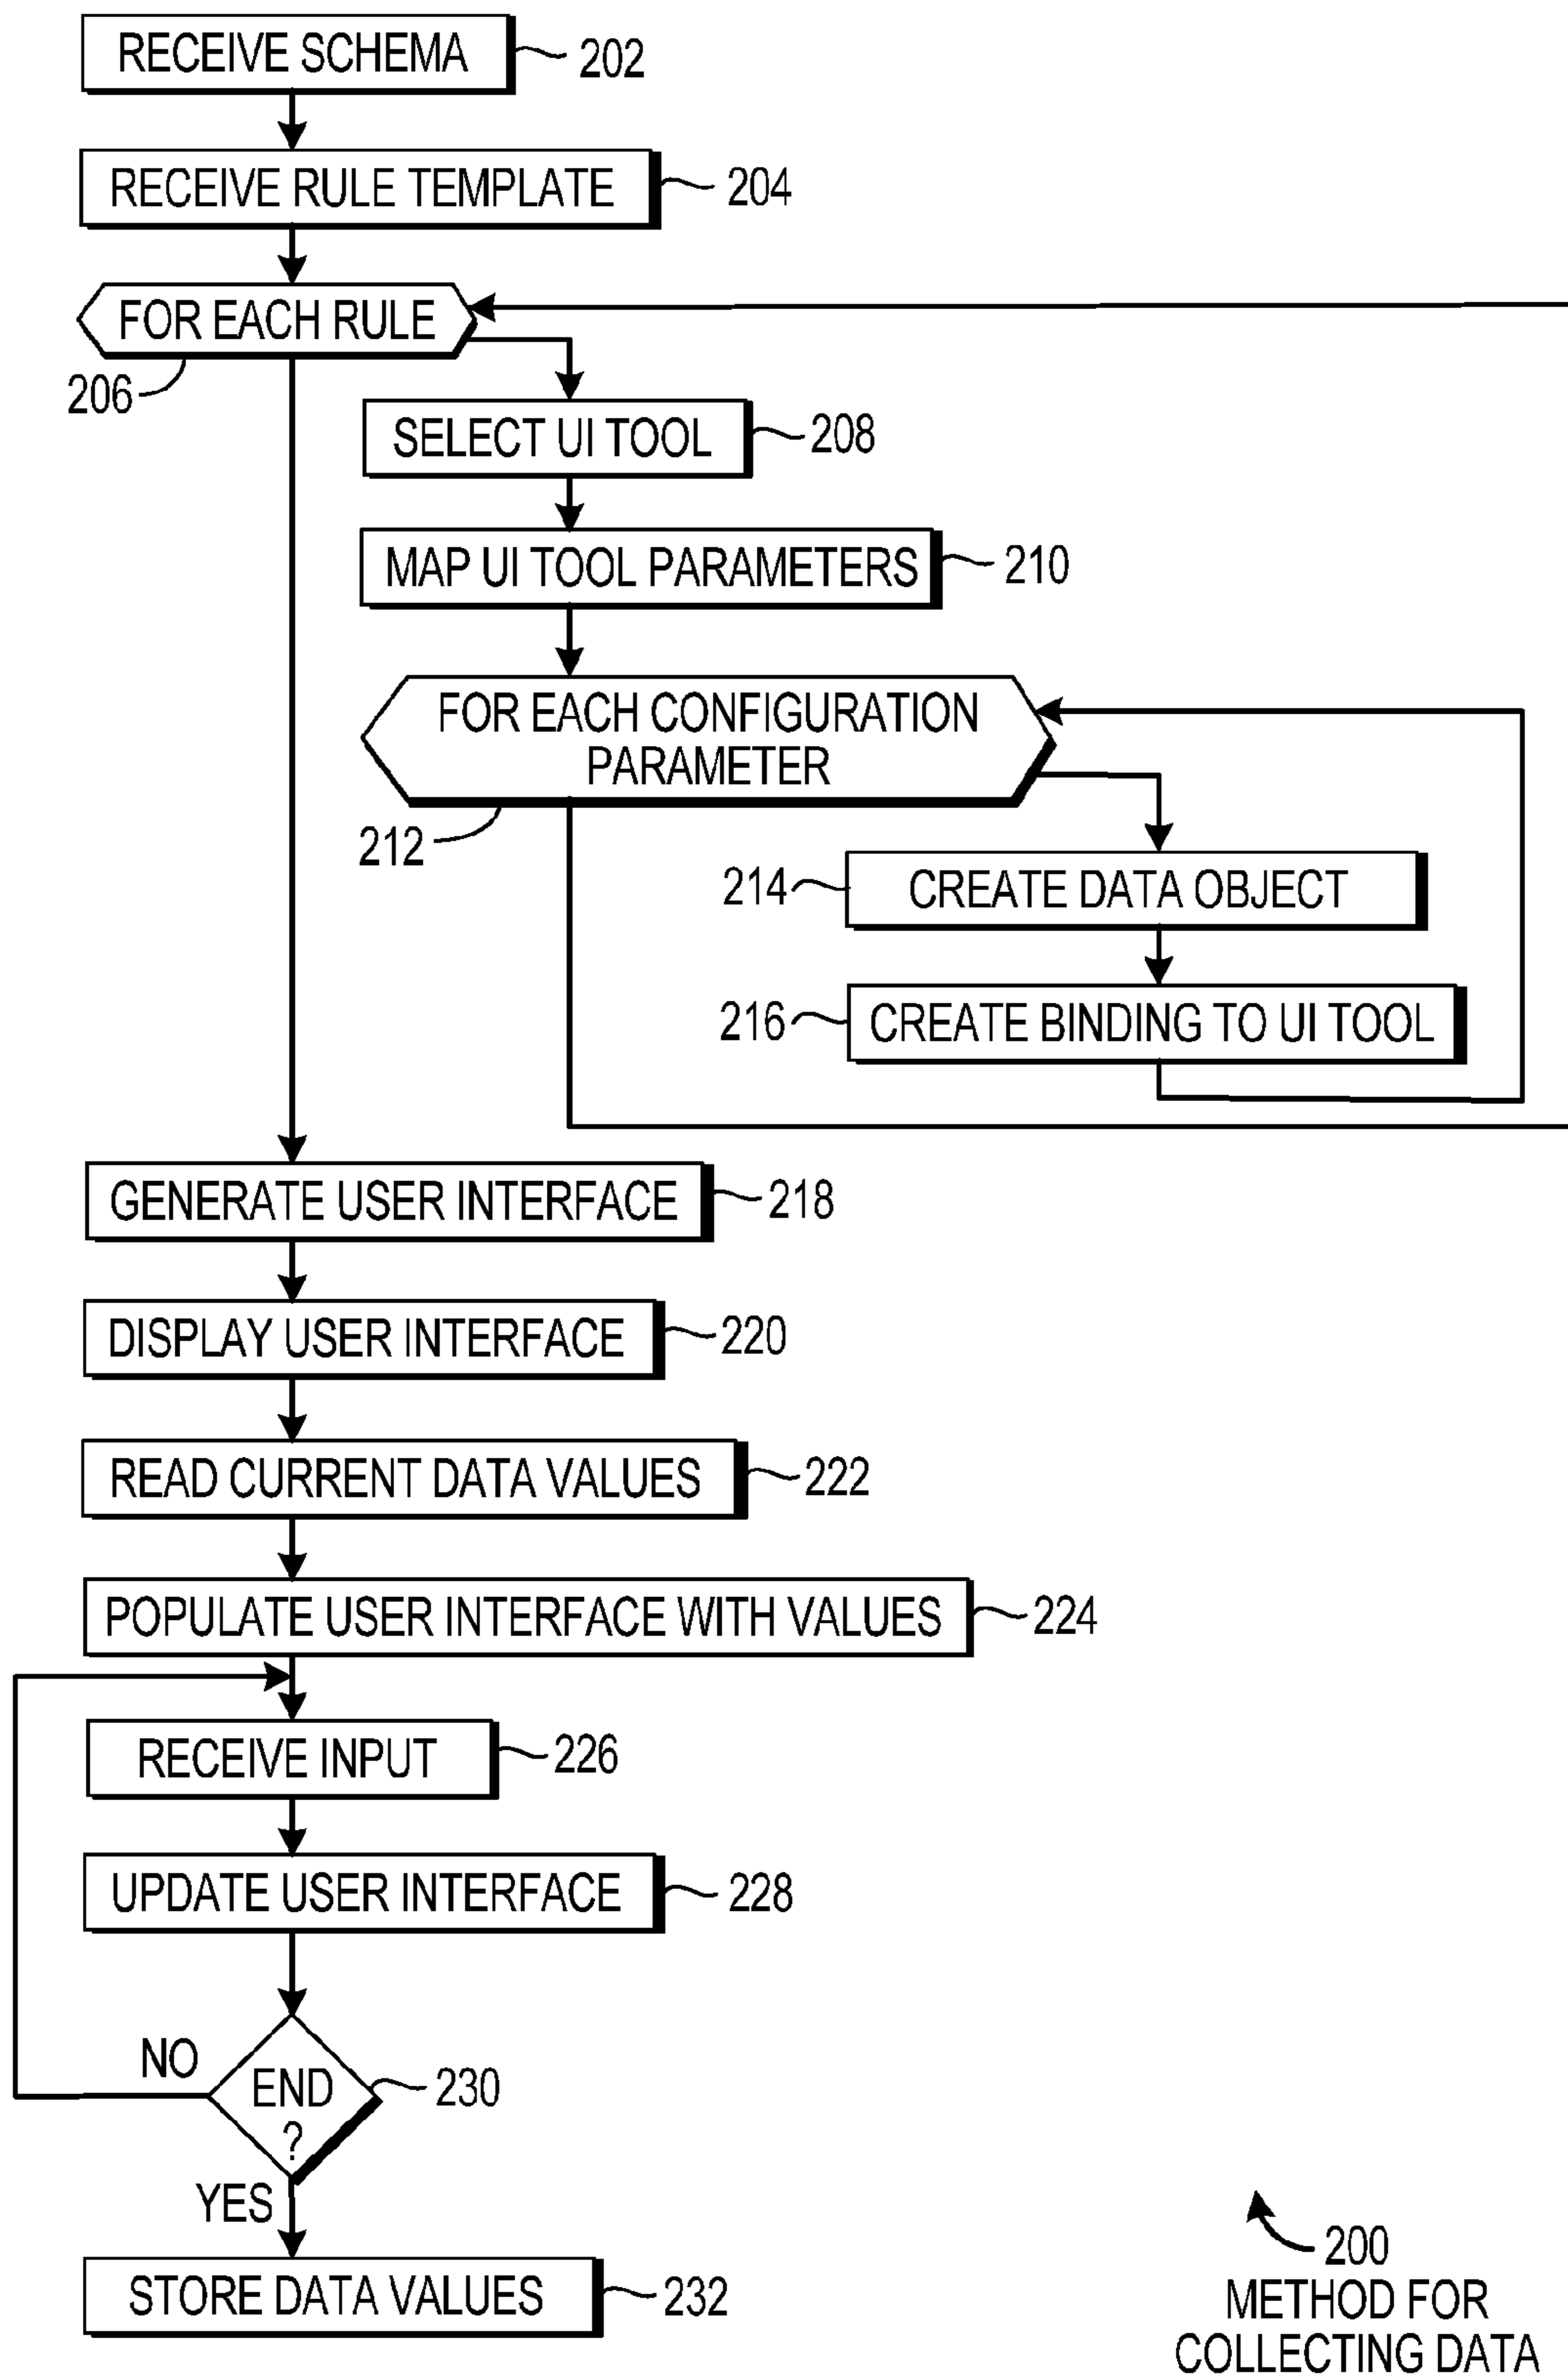 RECEIVE SCHEMA
202
RECEIVE RULE TEMPLATE
204
FOR EACH RULE
206
SELECT UI TOOL
208
MAP UI TOOL PARAMETERS
210
FOR EACH CONFIGURATION
PARAMETER
212
214
CREATE DATA OBJECT
216
CREATE BINDING TO UI TOOL
GENERATE USER INTERFACE
218
DISPLAY USER INTERFACE
220
READ CURRENT DATA VALUES
222
POPULATE USER INTERFACE WITH VALUES
224
RECEIVE INPUT
226
UPDATE USER INTERFACE
228
NO
END
?
230
YES
STORE DATA VALUES
232
200
METHOD FOR
COLLECTING DATA